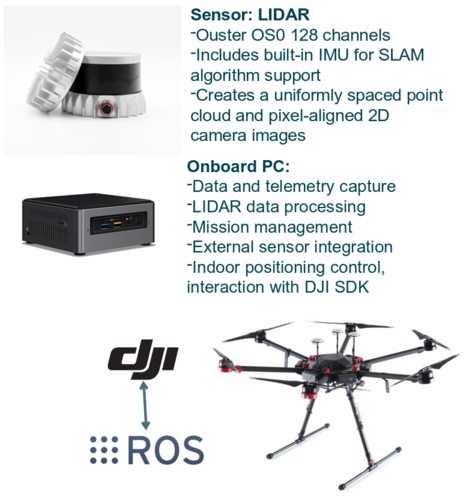 Sensor: LIDAR
-Ouster OS0 128 channels
-Includes built-in IMU for SLAM
algorithm support
-Creates a uniformly spaced point
cloud and pixel-aligned 2D
camera images
Onboard PC:
-Data and telemetry capture
-LIDAR data processing
-Mission management
-External sensor integration
-Indoor positioning control,
interaction with DJI SDK
dji
ROS